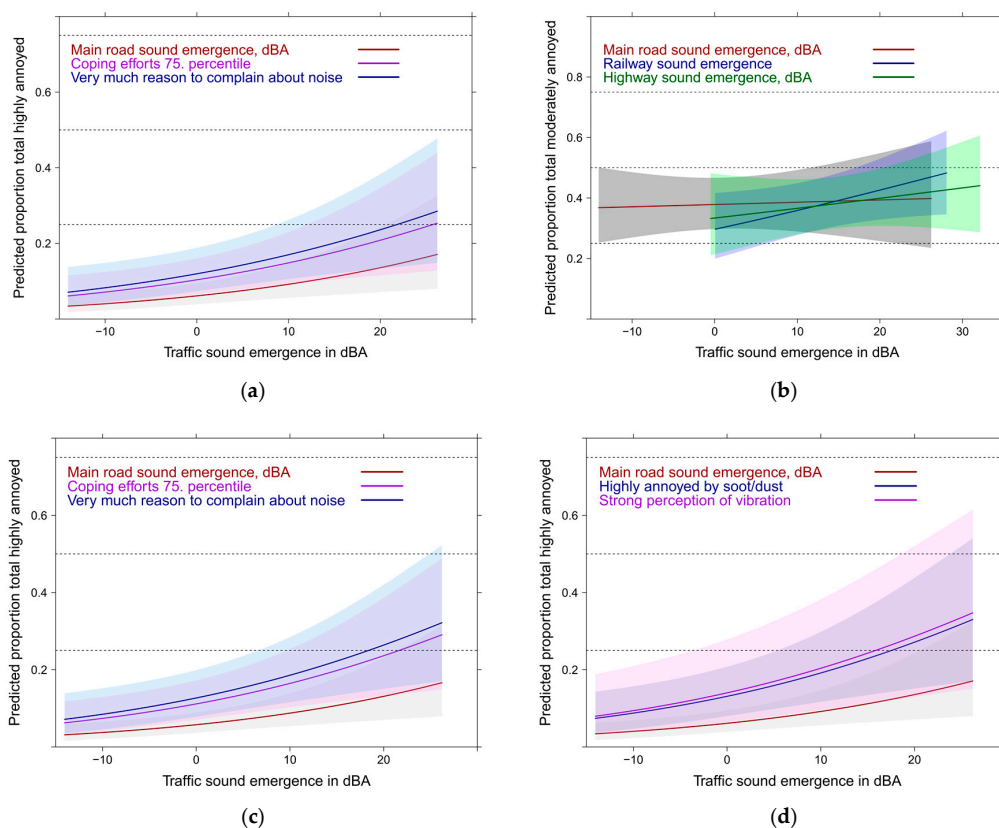 Predicted proportion total highly annoyed
Main road sound emergence, dBA
Coping efforts 75. percentile
Very much reason to complain about noise
0.6
0.4
0.2
−10
0
10
20
Traffic sound emergence in dBA
(a)
Predicted proportion total moderately annoyed
Main road sound emergence, dBA
Railway sound emergence
Highway sound emergence, dBA
0.8
0.6
0.4
0.2
−10
0
10
20
30
Traffic sound emergence in dBA
(b)
Predicted proportion total highly annoyed
Main road sound emergence, dBA
Coping efforts 75. percentile
Very much reason to complain about noise
0.6
0.4
0.2
−10
0
10
20
Traffic sound emergence in dBA
(c)
Predicted proportion total highly annoyed
Main road sound emergence, dBA
Highly annoyed by soot/dust
Strong perception of vibration
0.6
0.4
0.2
−10
0
10
20
Traffic sound emergence in dBA
(d)